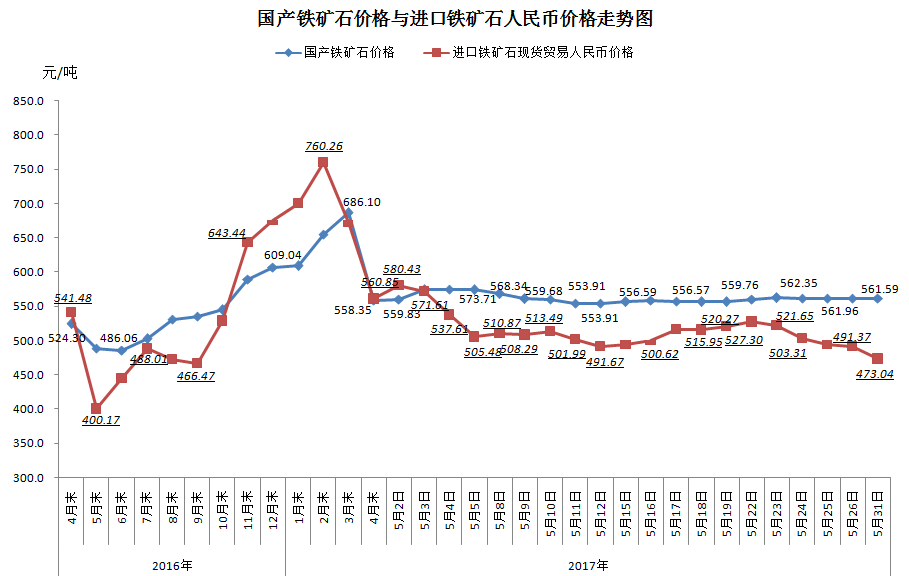 国产铁矿石价格与进口铁矿石人民币价格走势图
国产铁矿石价格 进口铁矿石现货贸易人民币价格
元/吨
850.0
800.0
750.0
700.0
650.0
600.0
550.0
500.0
450.0
400.0
350.0
300.0
541.48
524.30
400.17
486.06
488.01
466.47
643.44
609.04
760.26
686.10
558.35
560.85
580.43
559.83
571.61
537.61
573.71
505.48
568.34
510.87
508.29
559.68
513.49
553.91
501.99
553.91
491.67
556.59
500.62
556.57
515.95
520.27
559.76
527.30
562.35
521.65
503.31
561.96
491.37
561.59
473.04
4月末
5月末
6月末
7月末
8月末
9月末
10月末
11月末
12月末
1月末
2月末
3月末
4月末
5月2日
5月3日
5月4日
5月5日
5月8日
5月9日
5月10日
5月11日
5月12日
5月15日
5月16日
5月17日
5月18日
5月19日
5月22日
5月23日
5月24日
5月25日
5月26日
5月31日
2016年 2017年